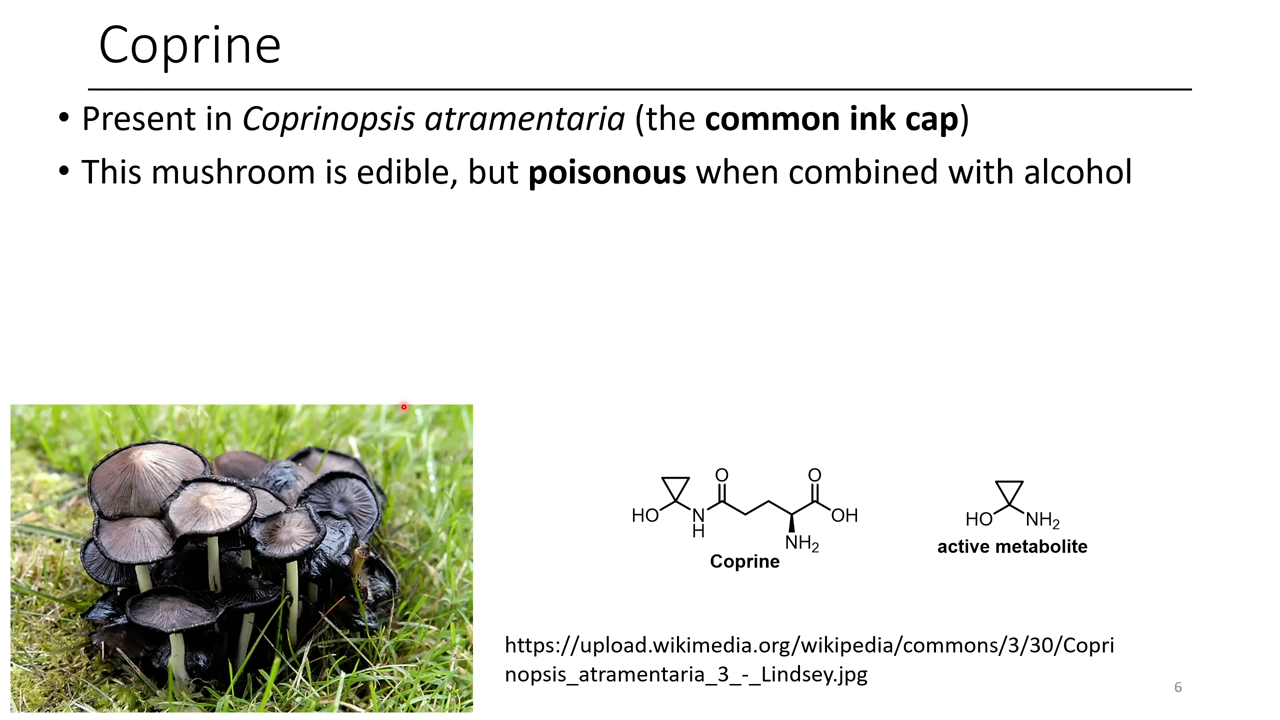 Coprine
• Present in Coprinopsis atramentaria (the common ink cap)
• This mushroom is edible, but poisonous when combined with alcohol
O
O
HO
N
H
OH
NH2
Coprine
HO
NH2
active metabolite
https://upload.wikimedia.org/wikipedia/commons/3/30/Copri
nopsis_atramentaria_3_-_Lindsey.jpg
6